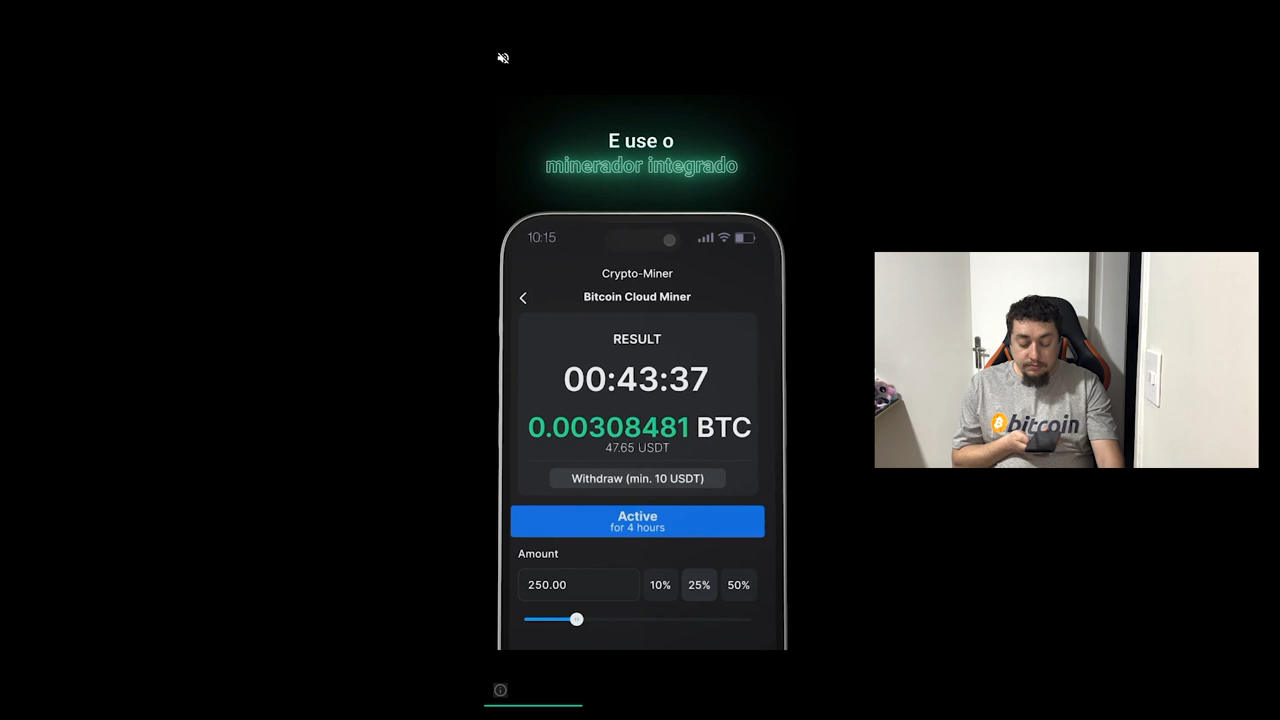 E use o
minerador integrado
10:15
Crypto-Miner
Bitcoin Cloud Miner
RESULT
00:43:37
0.00308481 BTC
47.65 USDT
Withdraw (min. 10 USDT)
Active
for 4 hours
Amount
250.00
10%
25%
50%
bitcoin